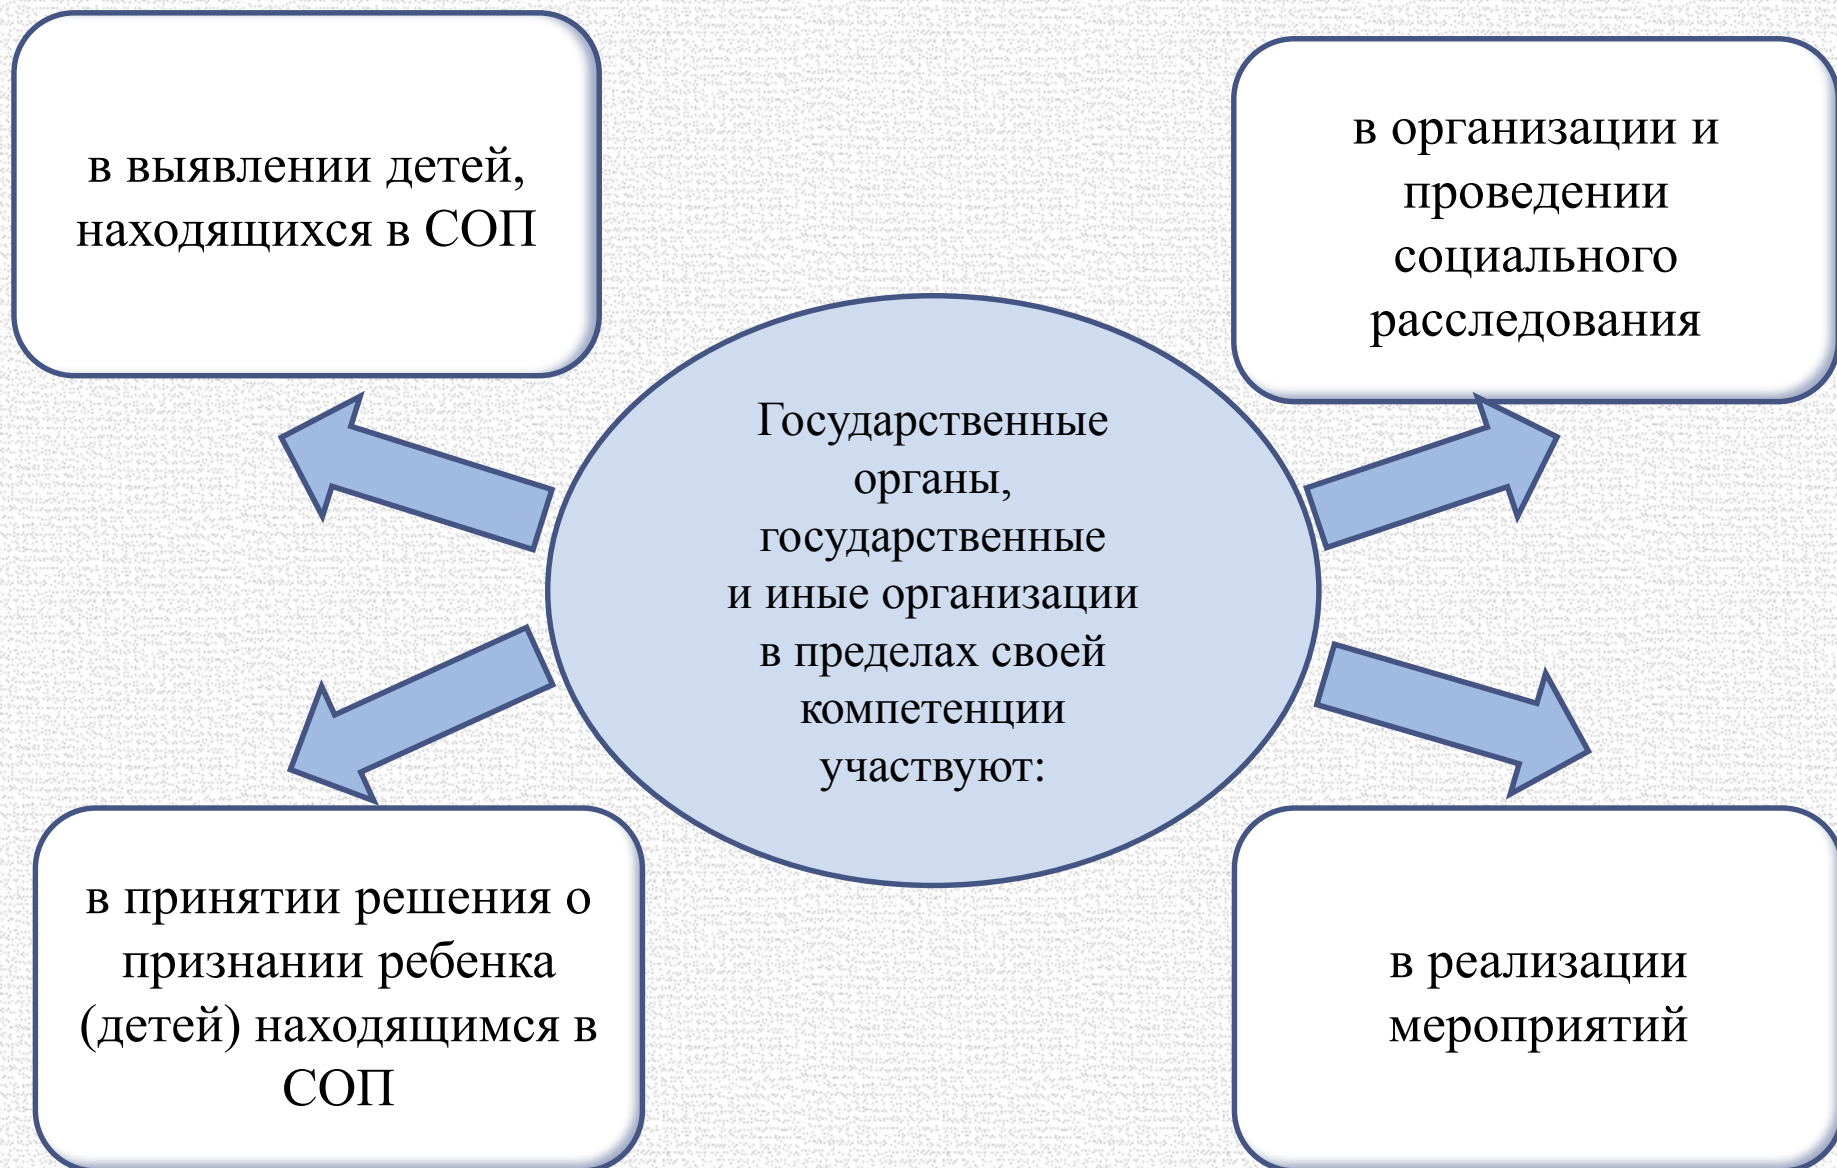 в выявлении детей,
находящихся в СОП
в организации и
проведении
социального
расследования
Государственные
органы,
государственные
и иные организации
в пределах своей
компетенции
участвуют:
в принятии решения о
признании ребенка
(детей) находящимся в
СОП
в реализации
мероприятий